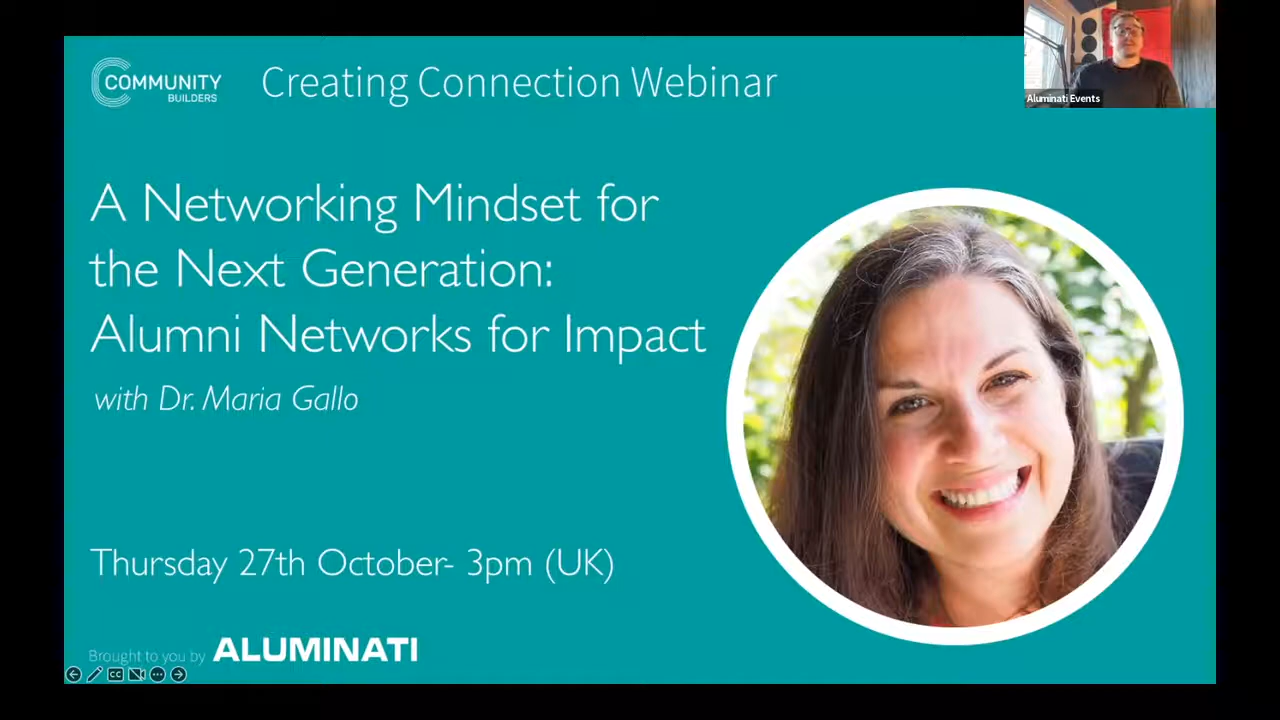 COMMUNITY
BUILDERS
Creating Connection Webinar
Aluminati Events
A Networking Mindset for
the Next Generation:
Alumni Networks for Impact
with Dr. Maria Gallo
Thursday 27th October- 3pm (UK)
Brought to you by ALUMINATI
CC